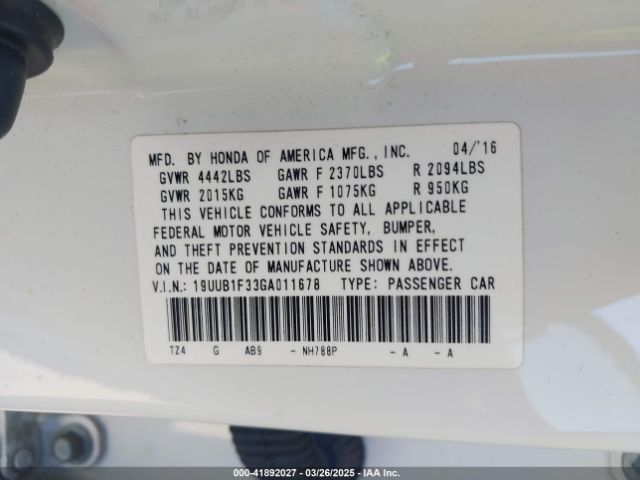 MFD. BY HONDA OF AMERICA MFG., INC. 04/'16
GVWR 4442LBS GAWR F 2370LBS R 2094LBS
GVWR 2015KG GAWR F 1075KG R 950KG
THIS VEHICLE CONFORMS TO ALL APPLICABLE
FEDERAL MOTOR VEHICLE SAFETY, BUMPER,
AND THEFT PREVENTION STANDARDS IN EFFECT
ON THE DATE OF MANUFACTURE SHOWN ABOVE.
V.I.N.: 19UUB1F33GA011678 TYPE: PASSENGER CAR
TZ4 G AB9 - NH788P - A - A
000-41892027 | 03/26/2025 | IAA Inc.